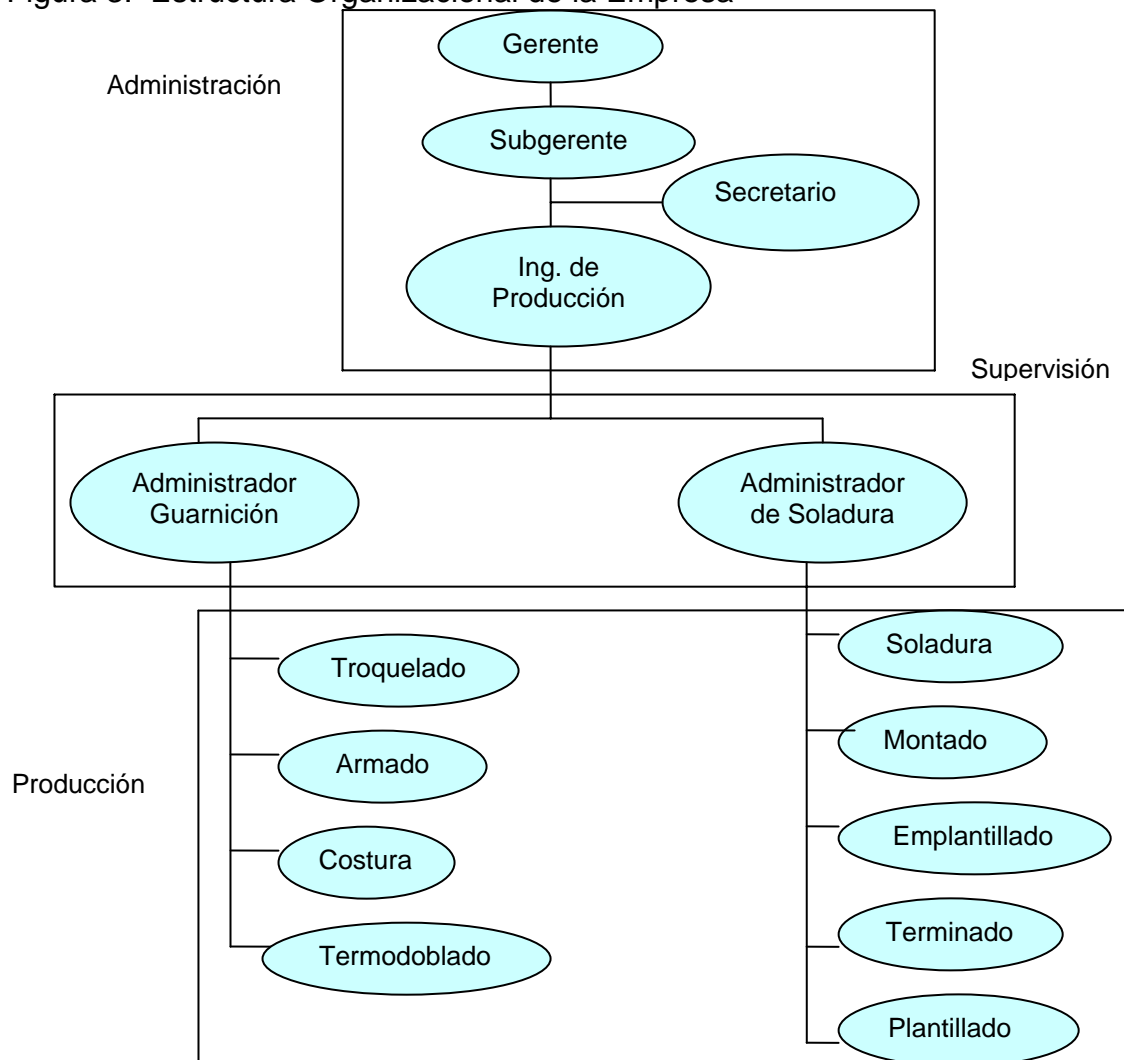 Figura 3. Estructura Organizacional de la Empresa
Gerente
Administración
Subgerente
Secretario
Ing. de
Producción
Supervisión
Administrador
Guarnición
Administrador
de Soladura
Troquelado
Armado
Costura
Termodoblado
Producción
Soladura
Montado
Emplantillado
Terminado
Plantillado